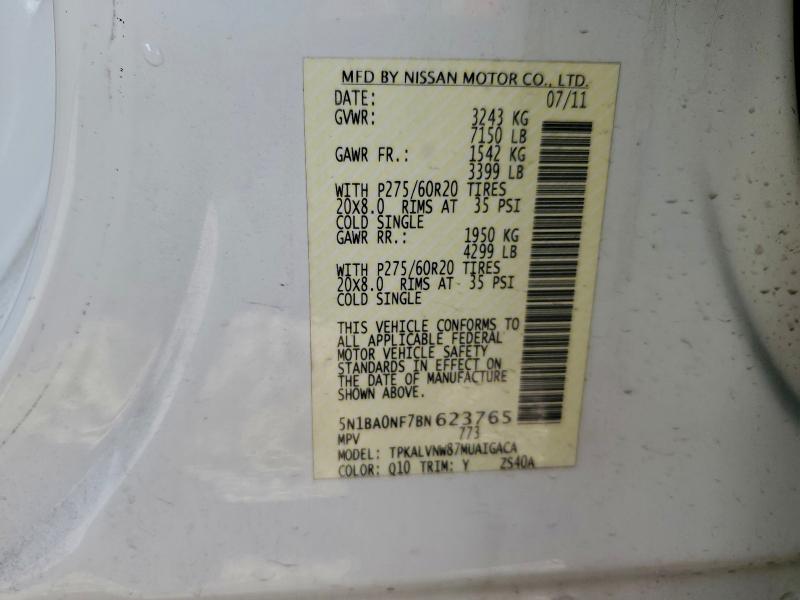 MFD BY NISSAN MOTOR CO., LTD.
DATE: 07/11
GVWR: 3243 KG
7150 LB
GAWR FR.: 1542 KG
3399 LB
WITH P275/60R20 TIRES
20X8.0 RIMS AT 35 PSI
COLD SINGLE
GAWR RR.: 1950 KG
4299 LB
WITH P275/60R20 TIRES
20X8.0 RIMS AT 35 PSI
COLD SINGLE
THIS VEHICLE CONFORMS TO
ALL APPLICABLE FEDERAL
MOTOR VEHICLE SAFETY
STANDARDS IN EFFECT ON
THE DATE OF MANUFACTURE
SHOWN ABOVE.
5N1BA0NF7BN623765
MPV 773
MODEL: TPKALVNW87MUAIGACA
COLOR: Q10 TRIM: Y ZS40A